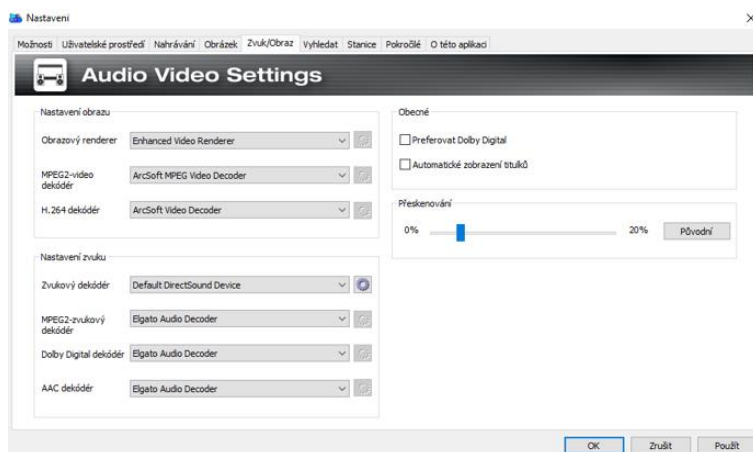 Nastavení
Možnosti Uživatelské prostředí Nahrávání Obrázek Zvuk/Obraz Vyhledat Stanice Pokročilé O této aplikaci
Audio Video Settings
Nastavení obrazu
Obrazový renderer Enhanced Video Renderer
MPEG2-video
dekódér
ArcSoft MPEG Video Decoder
H.264 dekódér ArcSoft Video Decoder
Nastavení zvuku
Zvukový dekódér Default DirectSound Device
MPEG2-zvukový
dekódér
Elgato Audio Decoder
Dolby Digital dekódér Elgato Audio Decoder
AAC dekódér Elgato Audio Decoder
Obecné
Preferovat Dolby Digital
Automatické zobrazení titulků
Přeskenování
0% 20% Původní
OK Zrušit Použít